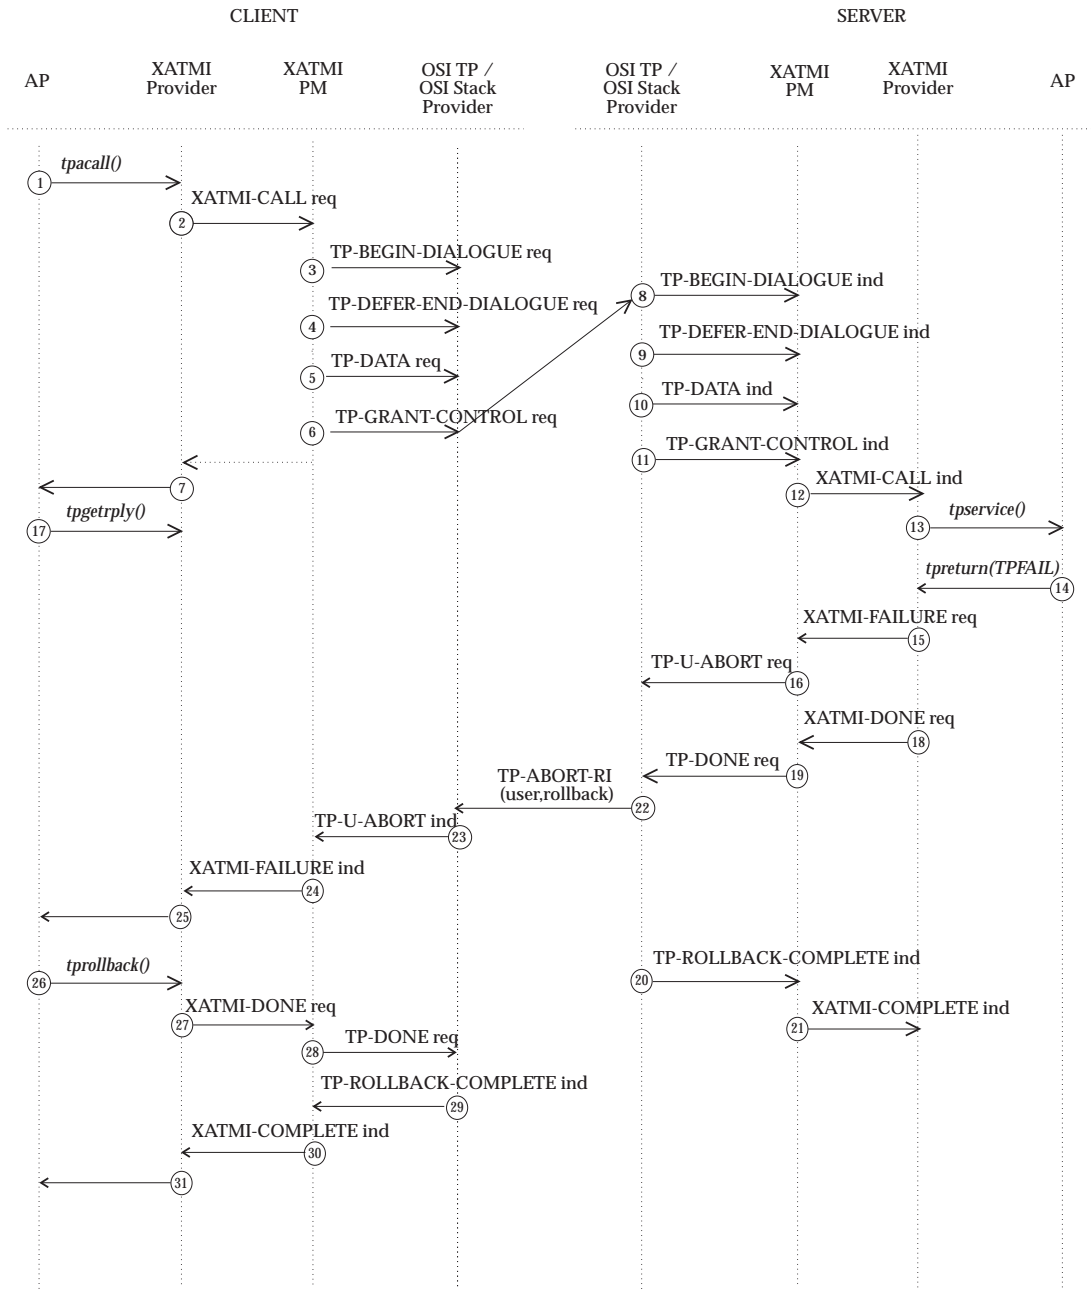 CLIENT
SERVER
AP
XATMI
Provider
XATMI
PM
OSI TP /
OSI Stack
Provider
OSI TP /
OSI Stack
Provider
XATMI
PM
XATMI
Provider
AP
tpacall()
1
XATMI-CALL req
2
TP-BEGIN-DIALOGUE req
3
TP-BEGIN-DIALOGUE ind
8
TP-DEFER-END-DIALOGUE req
4
TP-DEFER-END-DIALOGUE ind
9
TP-DATA req
5
TP-DATA ind
10
TP-GRANT-CONTROL req
6
TP-GRANT-CONTROL ind
11
XATMI-CALL ind
7
12
tpgetrply()
17
tpservice()
13
tpreturn(TPFAIL)
14
XATMI-FAILURE req
15
TP-U-ABORT req
16
XATMI-DONE req
18
TP-DONE req
19
TP-ABORT-RI
(user,rollback)
22
TP-U-ABORT ind
23
XATMI-FAILURE ind
24
25
tprollback()
26
TP-ROLLBACK-COMPLETE ind
20
XATMI-DONE req
27
XATMI-COMPLETE ind
21
TP-DONE req
28
TP-ROLLBACK-COMPLETE ind
29
XATMI-COMPLETE ind
30
31